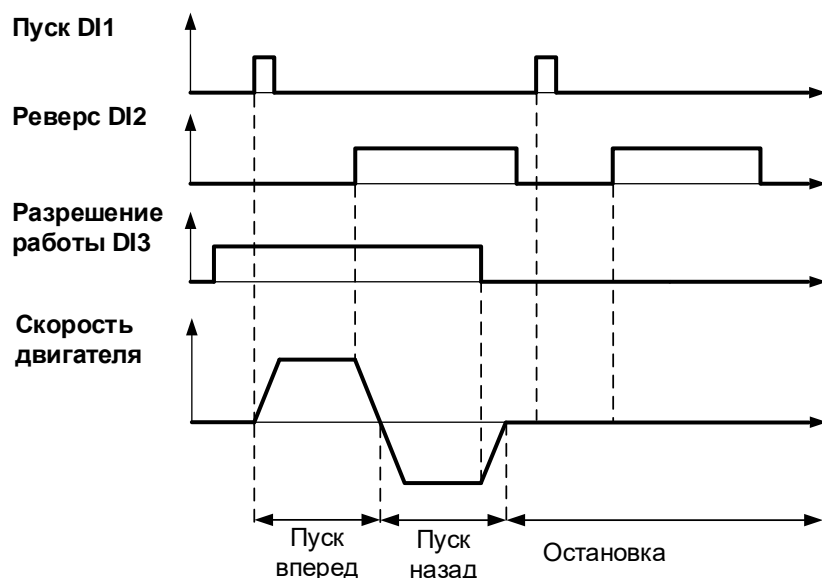 Пуск DI1
Реверс DI2
Разрешение
работы DI3
Скорость
двигателя
Пуск
вперед
Пуск
назад
Остановка